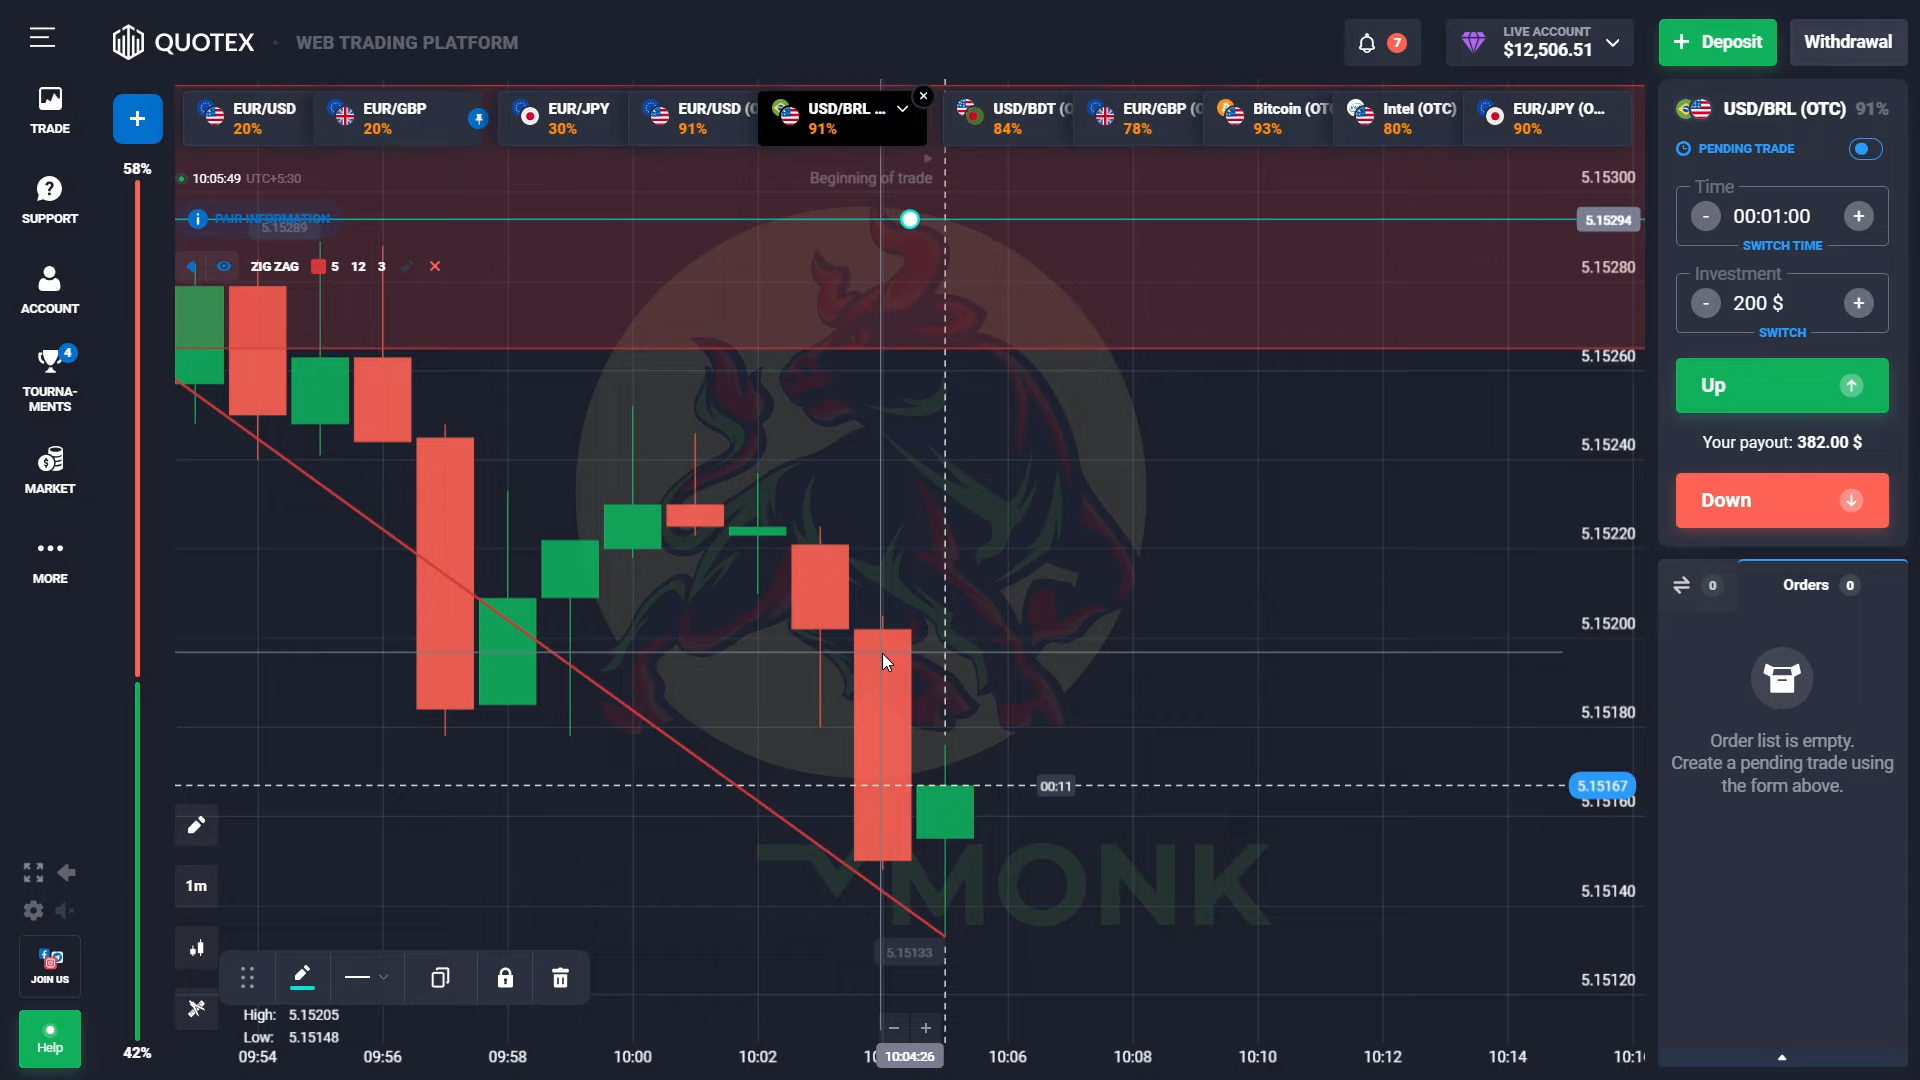 QUOTEX
WEB TRADING PLATFORM
7
LIVE ACCOUNT
$12,506.51
+ Deposit
Withdrawal
TRADE
SUPPORT
ACCOUNT
4
TOURNA-
MENTS
MARKET
MORE
JOIN US
Help
+
58%
42%
EUR/USD
20%
EUR/GBP
20%
EUR/JPY
30%
EUR/USD (O
91%
USD/BRL ...
91%
USD/BDT (O
84%
EUR/GBP (O
78%
Bitcoin (OTC
93%
Intel (OTC)
80%
EUR/JPY (O...
90%
10:05:49 UTC+5:30
Beginning of trade
PAIR INFORMATION
5.15289
ZIG ZAG 5 12 3
5.15300
5.15294
5.15280
5.15260
5.15240
5.15220
5.15200
5.15180
00:11
5.15167
5.15160
5.15140
5.15120
MONK
5.15133
1m
High: 5.15205
Low: 5.15148
09:54
09:56
09:58
10:00
10:02
10:04:26
10:06
10:08
10:10
10:12
10:14
USD/BRL (OTC) 91%
PENDING TRADE
Time
- 00:01:00 +
SWITCH TIME
Investment
- 200 $ +
SWITCH
Up
Your payout: 382.00 $
Down
0
Orders 0
Order list is empty.
Create a pending trade using
the form above.